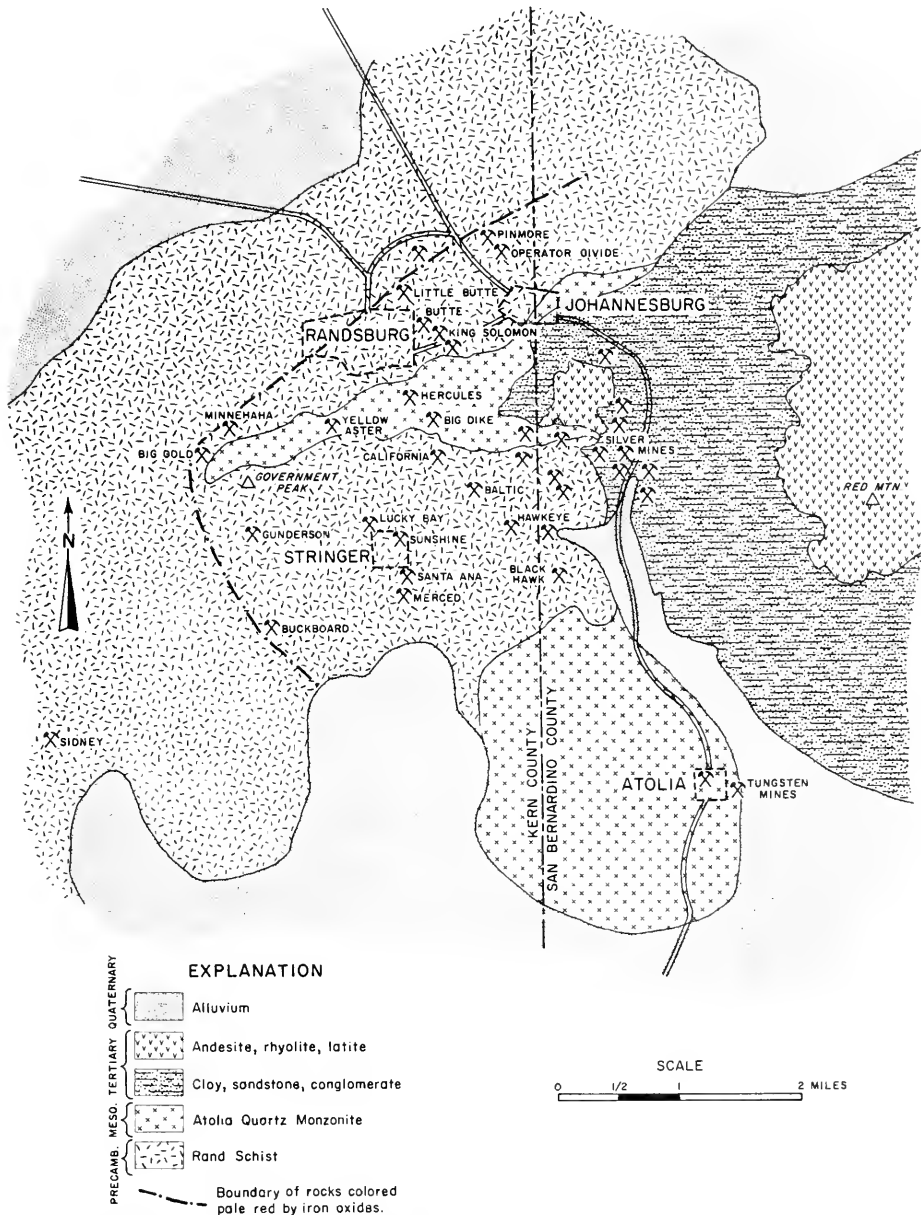 PINMORE
OPERATOR DIVIDE
LITTLE BUTTE
JOHANNESBURG
BUTTE
RANDSBURG
KING SOLOMON
HERCULES
MINNEHAHA
YELLOW
ASTER
BIG DIKE
SILVER
MINES
BIG GOLD
CALIFORNIA
GOVERNMENT
PEAK
BALTIC
RED MTN
N
LUCKY BAY
HAWKEYE
GUNDERSON
SUNSHINE
STRINGER
SANTA ANA
BLACK
HAWK
MERCED
BUCKBOARD
SIDNEY
KERN COUNTY
SAN BERNARDINO COUNTY
ATOLIA
TUNGSTEN
MINES
EXPLANATION
QUATERNARY
Alluvium
TERTIARY
Andesite, rhyolite, latite
Cloy, sandstone, conglomerate
MESO.
Atolia Quartz Monzonite
PRECAMB.
Rand Schist
Boundary of rocks colored
pale red by iron oxides.
SCALE
0 1/2 1 2 MILES